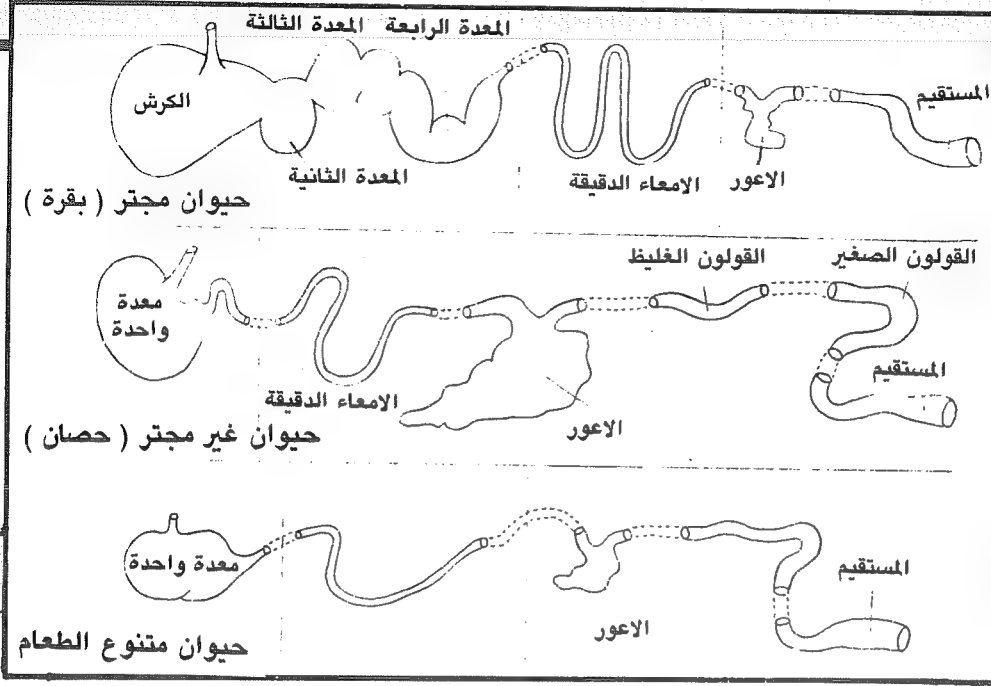 المعدة الثالثة المعدة الرابعة
الكرش
المستقيم
المعدة الثانية
الامعاء الدقيقة
الاعور
حيوان مجتر ( بقرة )
القولون الصغير
القولون الغليظ
معدة
واحدة
المستقيم
الامعاء الدقيقة
الاعور
حيوان غير مجتر ( حصان )
معدة واحدة
المستقيم
الاعور
حيوان متنوع الطعام